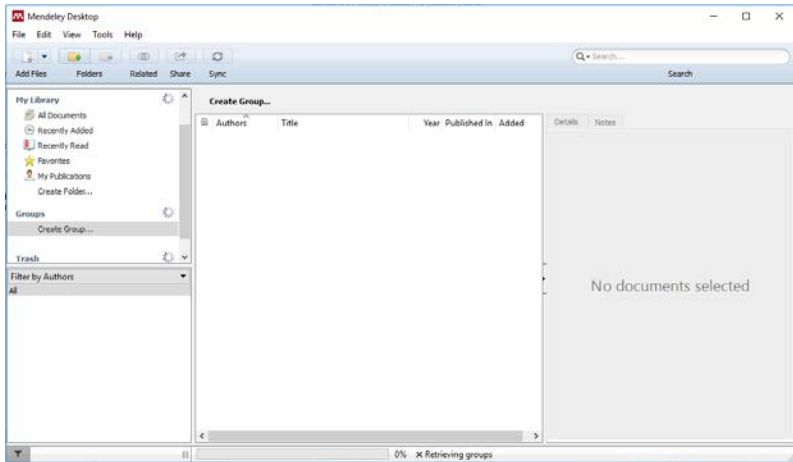 Mendeley Desktop
File Edit View Tools Help
Search...
Add Files Folders Related Share Sync Search
My Library
All Documents
Recently Added
Recently Read
Favorites
My Publications
Create Folder...
Groups
Create Group...
Trash
Filter by Authors
All
Create Group...
Authors Title Year Published In Added
Details Notes
No documents selected
0% Retrieving groups